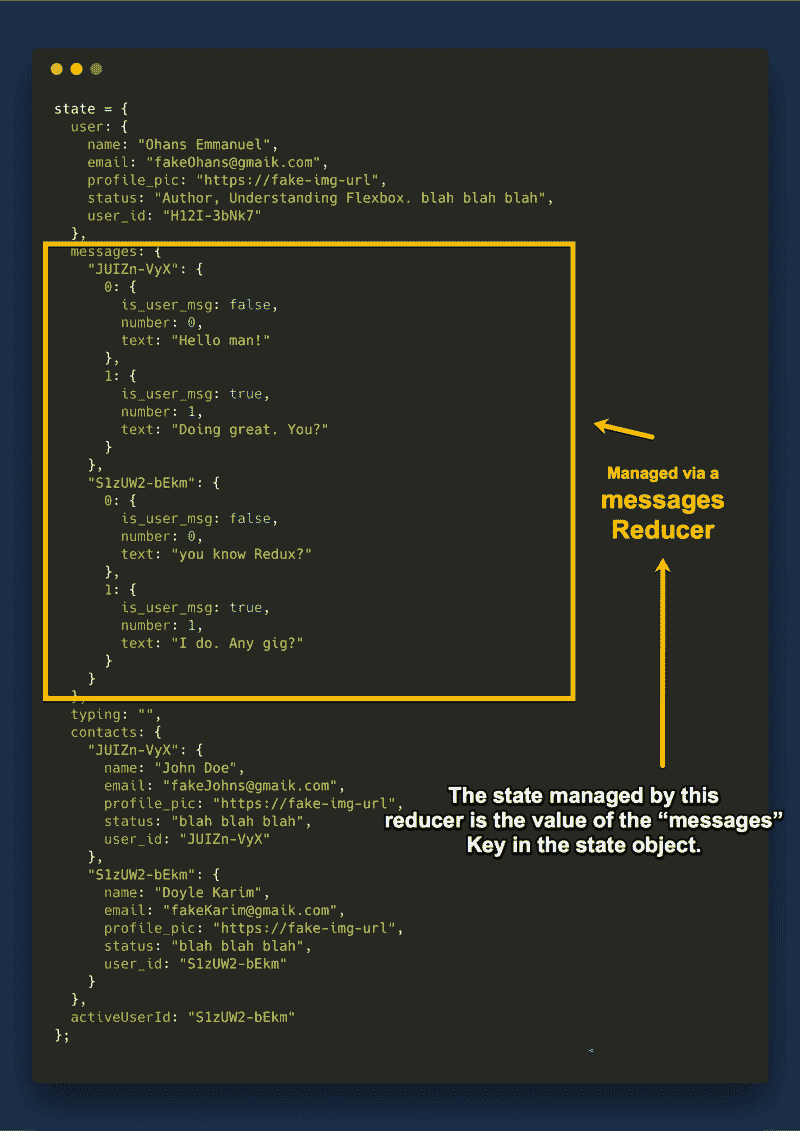 state = {
  user: {
    name: "Ohans Emmanuel",
    email: "fakeOhans@gmaik.com",
    profile_pic: "https://fake-img-url",
    status: "Author, Understanding Flexbox. blah blah blah",
    user_id: "H12I-3bNk7"
  },
  messages: {
    "JUIZn-VyX": {
      0: {
        is_user_msg: false,
        number: 0,
        text: "Hello man!"
      },
      1: {
        is_user_msg: true,
        number: 1,
        text: "Doing great. You?"
      }
    },
    "S1zUW2-bEkm": {
      0: {
        is_user_msg: false,
        number: 0,
        text: "you know Redux?"
      },
      1: {
        is_user_msg: true,
        number: 1,
        text: "I do. Any gig?"
      }
    }
  },
  typing: "",
  contacts: {
    "JUIZn-VyX": {
      name: "John Doe",
      email: "fakeJohns@gmaik.com",
      profile_pic: "https://fake-img-url",
      status: "blah blah blah",
      user_id: "JUIZn-VyX"
    },
    "S1zUW2-bEkm": {
      name: "Doyle Karim",
      email: "fakeKarim@gmaik.com",
      profile_pic: "https://fake-img-url",
      status: "blah blah blah",
      user_id: "S1zUW2-bEkm"
    }
  },
  activeUserId: "S1zUW2-bEkm"
};
Managed via a
messages
Reducer
The state managed by this
reducer is the value of the “messages”
Key in the state object.